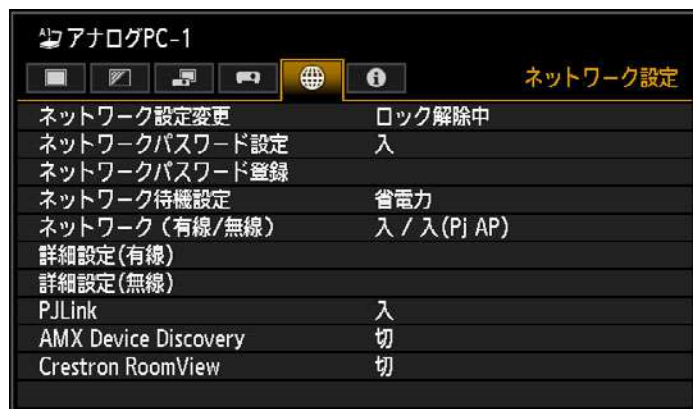 アナログPC-1
ネットワーク設定
ネットワーク設定変更 ロック解除中
ネットワークパスワード設定 入
ネットワークパスワード登録
ネットワーク待機設定 省電力
ネットワーク（有線/無線） 入 / 入(Pj AP)
詳細設定(有線)
詳細設定(無線)
PJLink 入
AMX Device Discovery 切
Crestron RoomView 切